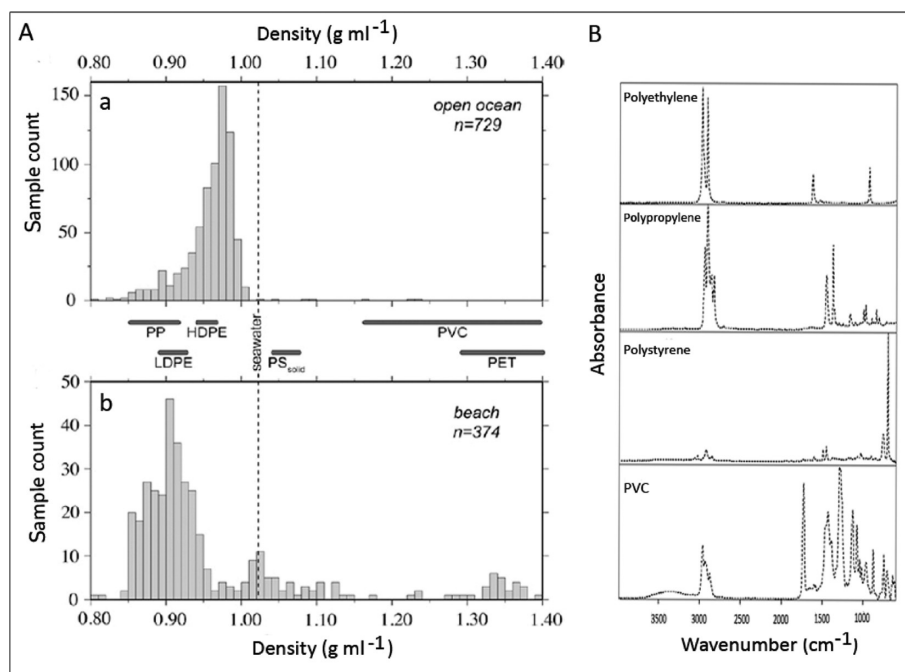 A
Density (g ml⁻¹)
0.80 0.90 1.00 1.10 1.20 1.30 1.40
a
open ocean
n=729
Sample count
150
100
50
0
PP HDPE seawater PVC
LDPE PSsolid PET
b
beach
n=374
Sample count
50
40
30
20
10
0
0.80 0.90 1.00 1.10 1.20 1.30 1.40
Density (g ml⁻¹)
B
Polyethylene
Polypropylene
Polystyrene
PVC
Absorbance
3500 3000 2500 2000 1500 1000
Wavenumber (cm⁻¹)